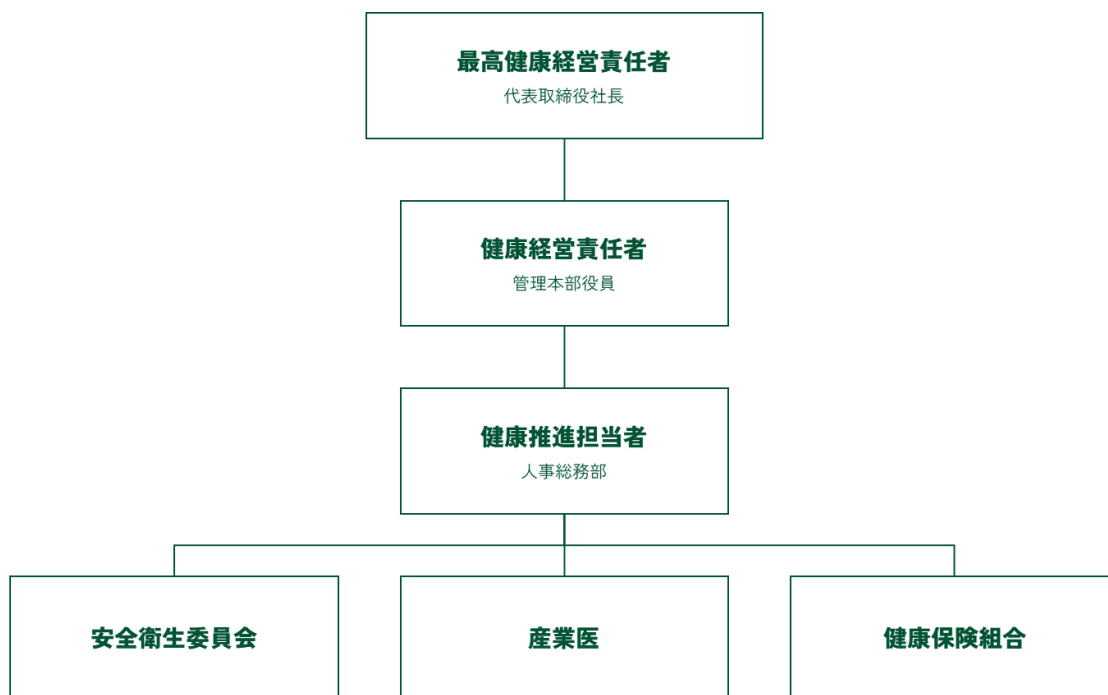 最高健康経営責任者
代表取締役社長
健康経営責任者
管理本部役員
健康推進担当者
人事総務部
安全衛生委員会
産業医
健康保険組合